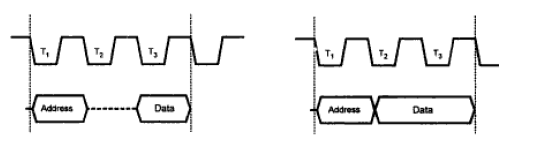 T1 T2 T3 T1 T2 T3
Address Data Address Data